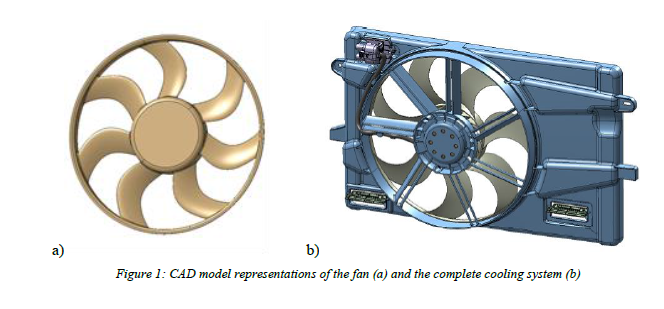 a)
b)
Figure 1: CAD model representations of the fan (a) and the complete cooling system (b)